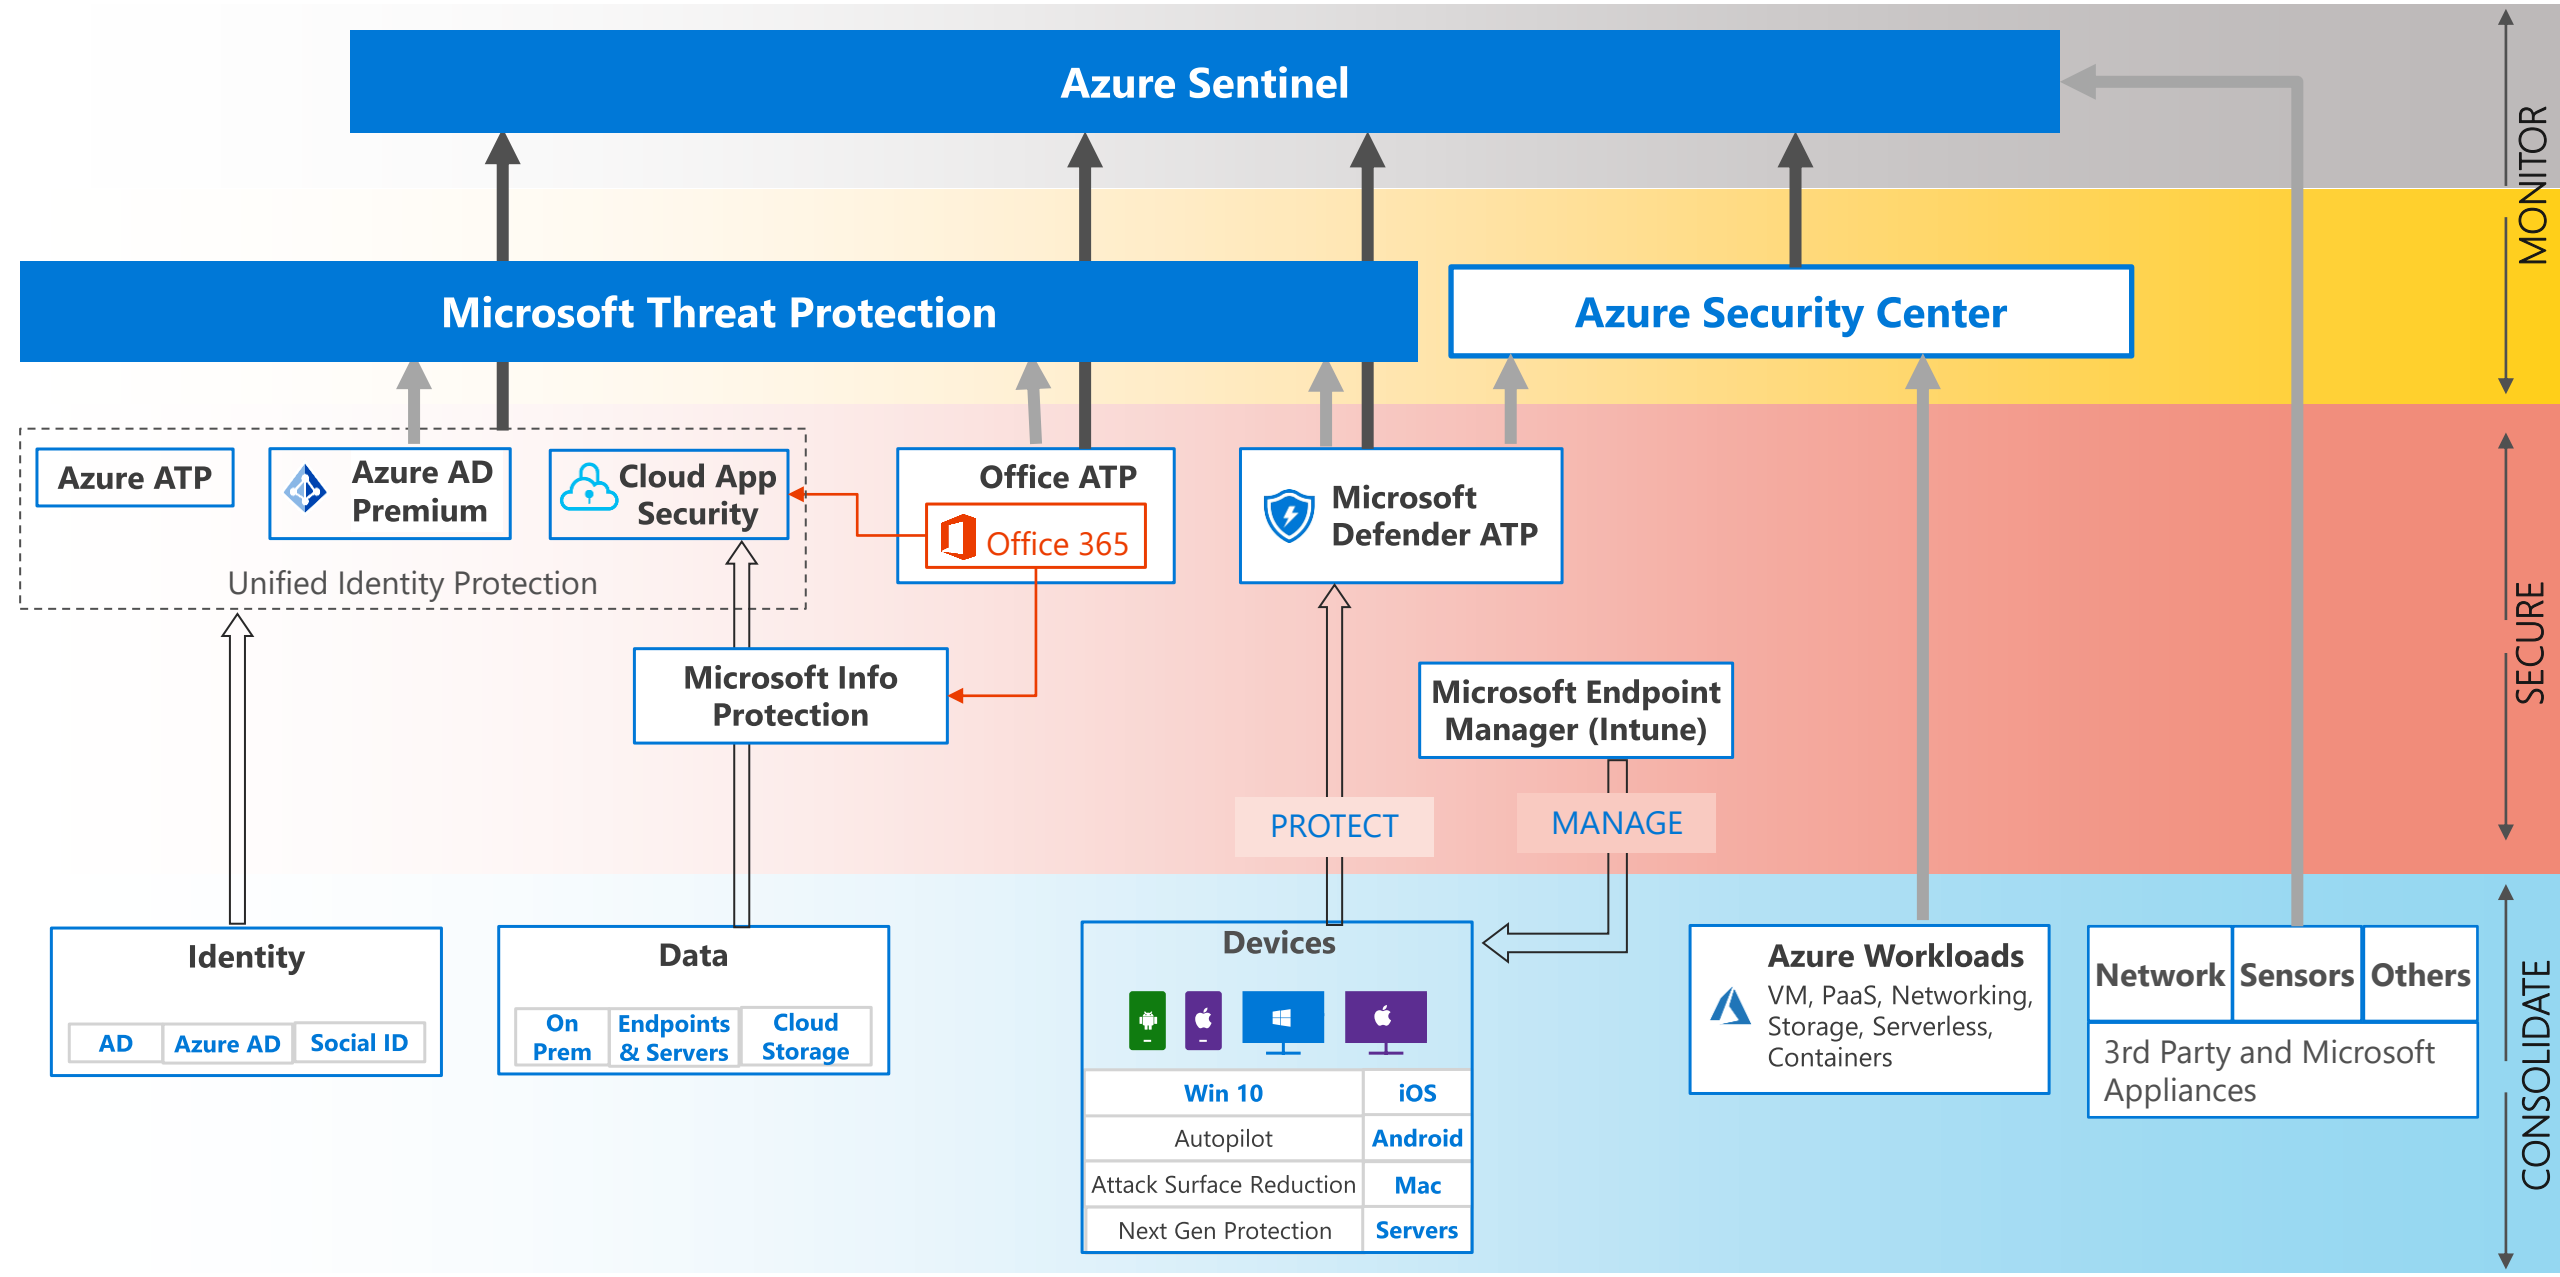 Azure Sentinel
MONITOR
Microsoft Threat Protection
Azure Security Center
Azure ATP
Azure AD
Premium
Cloud App
Security
Unified Identity Protection
Office ATP
Office 365
Microsoft
Defender ATP
SECURE
Microsoft Info
Protection
Microsoft Endpoint
Manager (Intune)
PROTECT
MANAGE
Identity
AD
Azure AD
Social ID
Data
On
Prem
Endpoints
& Servers
Cloud
Storage
Devices
Win 10
iOS
Autopilot
Android
Attack Surface Reduction
Mac
Next Gen Protection
Servers
Azure Workloads
VM, PaaS, Networking,
Storage, Serverless,
Containers
Network
Sensors
Others
3rd Party and Microsoft
Appliances
CONSOLIDATE